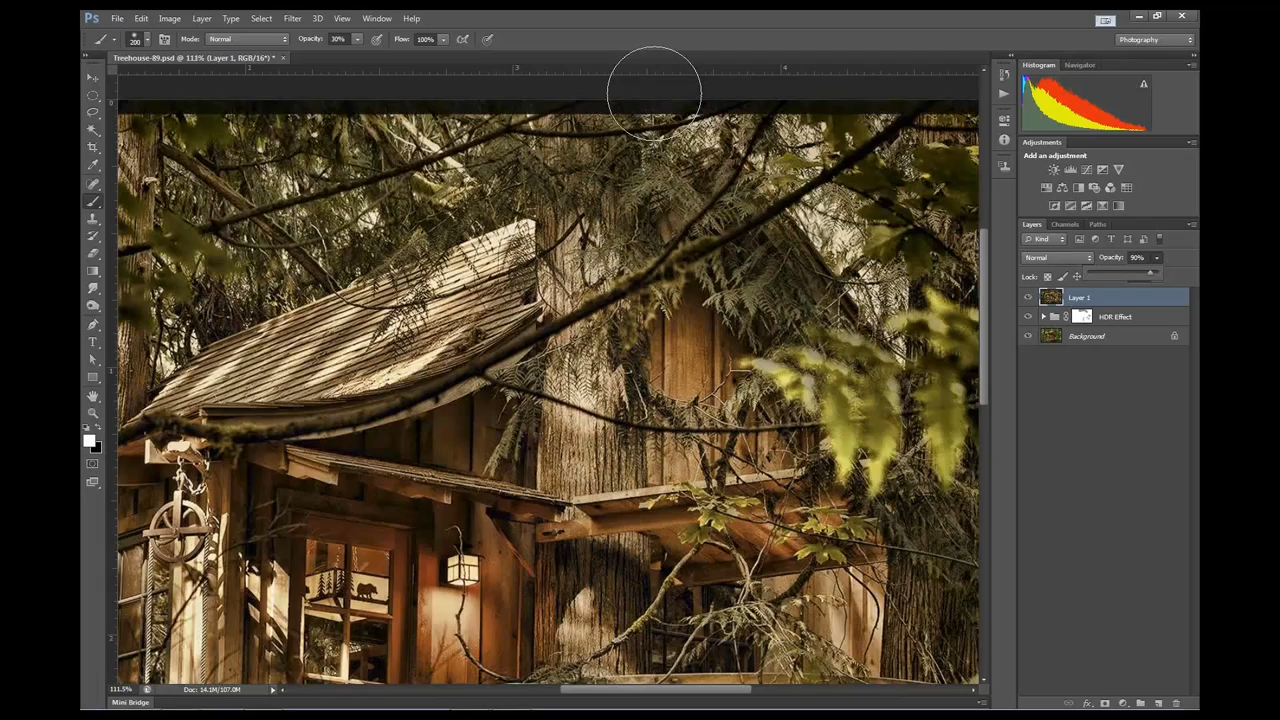 Ps File Edit Image Layer Type Select Filter 3D View Window Help
200 Mode: Normal Opacity: 30% Flow: 100% Photography
Treehouse-89.psd @ 111% (Layer 1, RGB/16*) * ×
Histogram Navigator
Adjustments
Add an adjustment
Layers Channels Paths
Kind
Normal Opacity: 90%
Lock:
Layer 1
HDR Effect
Background
111.5% Doc: 14.1M/107.0M
Mini Bridge